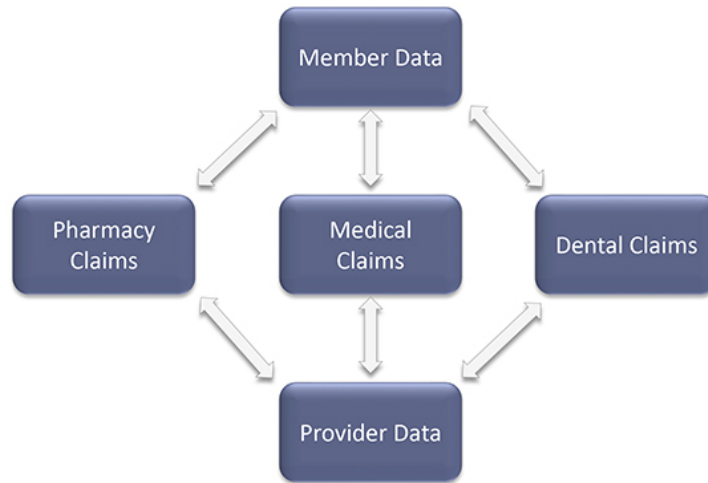 Member Data
Pharmacy
Claims
Medical
Claims
Dental Claims
Provider Data